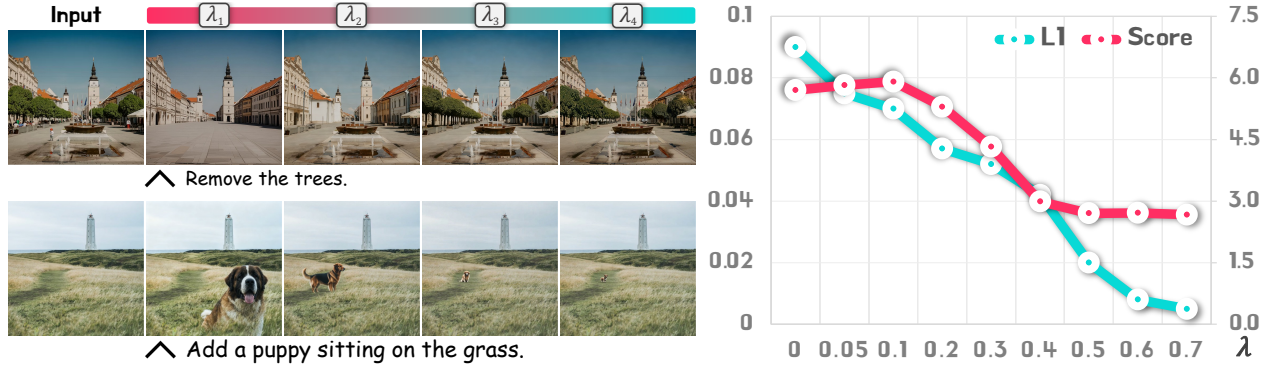 Input λ₁ λ₂ λ₃ λ₄
Remove the trees.
Add a puppy sitting on the grass.
L1 Score
0.1 7.5
0.08 6.0
0.06 4.5
0.04 3.0
0.02 1.5
0 0.0
0 0.05 0.1 0.2 0.3 0.4 0.5 0.6 0.7 λ